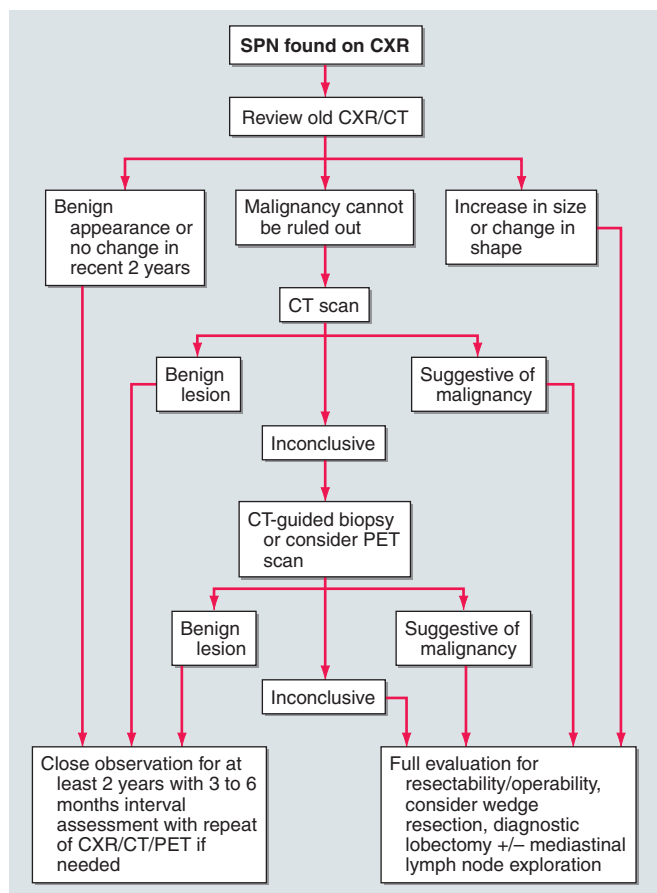 SPN found on CXR
Review old CXR/CT
Benign
appearance or
no change in
recent 2 years
Malignancy cannot
be ruled out
Increase in size
or change in
shape
CT scan
Benign
lesion
Suggestive of
malignancy
Inconclusive
CT-guided biopsy
or consider PET
scan
Benign
lesion
Suggestive of
malignancy
Inconclusive
Close observation for at
least 2 years with 3 to 6
months interval
assessment with repeat
of CXR/CT/PET if
needed
Full evaluation for
resectability/operability,
consider wedge
resection, diagnostic
lobectomy +/– mediastinal
lymph node exploration